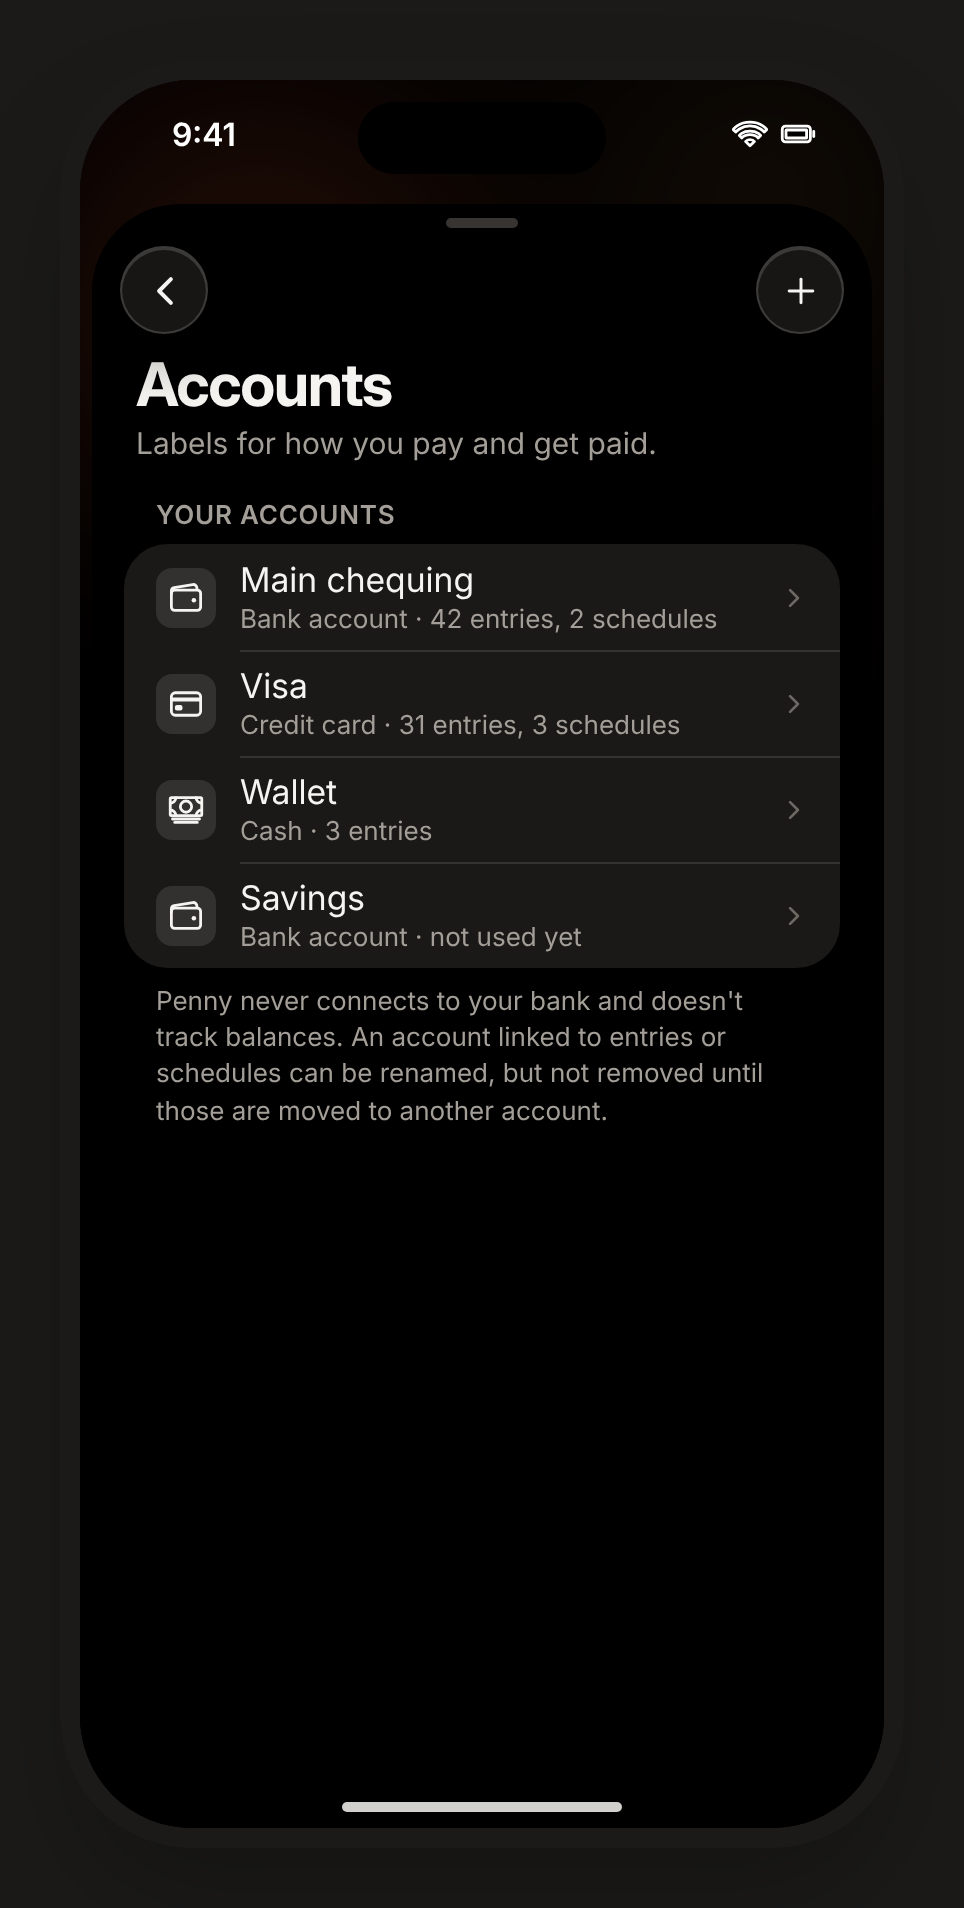 9:41
Accounts
Labels for how you pay and get paid.
YOUR ACCOUNTS
Main chequing
Bank account · 42 entries, 2 schedules
Visa
Credit card · 31 entries, 3 schedules
Wallet
Cash · 3 entries
Savings
Bank account · not used yet
Penny never connects to your bank and doesn't
track balances. An account linked to entries or
schedules can be renamed, but not removed until
those are moved to another account.